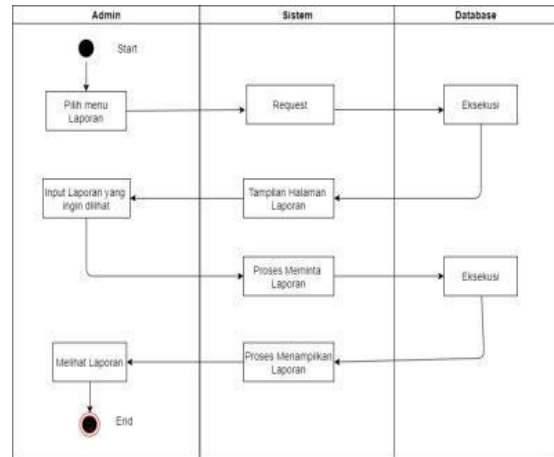 Admin
Sistem
Database
Start
Pilih menu
Laporan
Request
Eksekusi
Input Laporan yang
ingin dilihat
Tampilan Halaman
Laporan
Proses Meminta
Laporan
Eksekusi
Melihat Laporan
Proses Menampilkan
Laporan
End